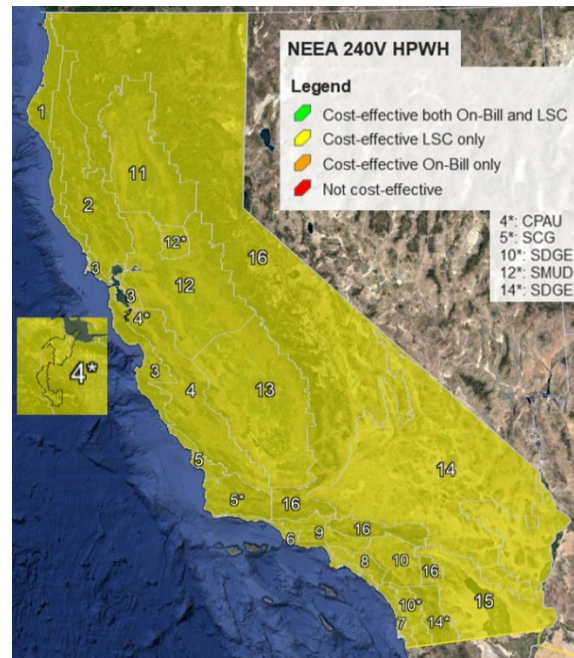 NEEA 240V HPWH
Legend
Cost-effective both On-Bill and LSC
Cost-effective LSC only
Cost-effective On-Bill only
Not cost-effective
4*: CPAU
5*: SCG
10*: SDGE
12*: SMUD
14*: SDGE
1
11
2
12*
16
3
12
3
4*
4*
3
4
13
14
5
5*
16
6
9
16
8
10
16
15
10*
7
14*